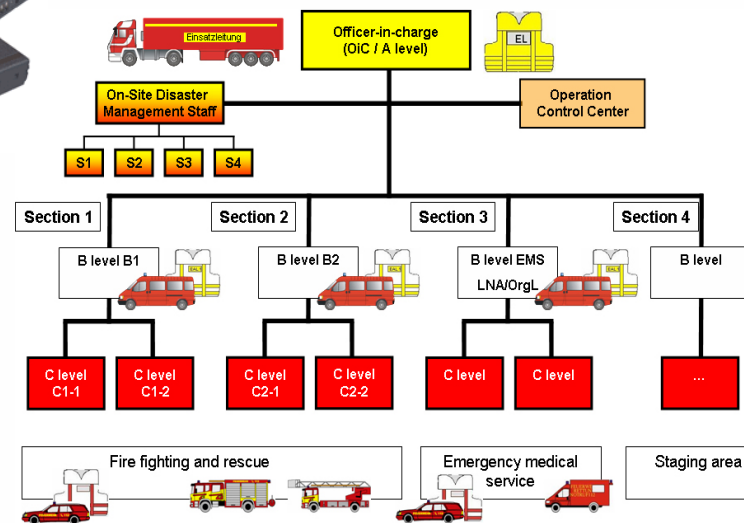 Officer-in-charge
(OiC / A level)
Einsatzleitung
EL
On-Site Disaster
Management Staff
Operation
Control Center
S1
S2
S3
S4
Section 1
Section 2
Section 3
Section 4
B level B1
B level B2
B level EMS
LNA/OrgL
B level
C level
C1-1
C level
C1-2
C level
C2-1
C level
C2-2
C level
C level
...
Fire fighting and rescue
Emergency medical
service
Staging area